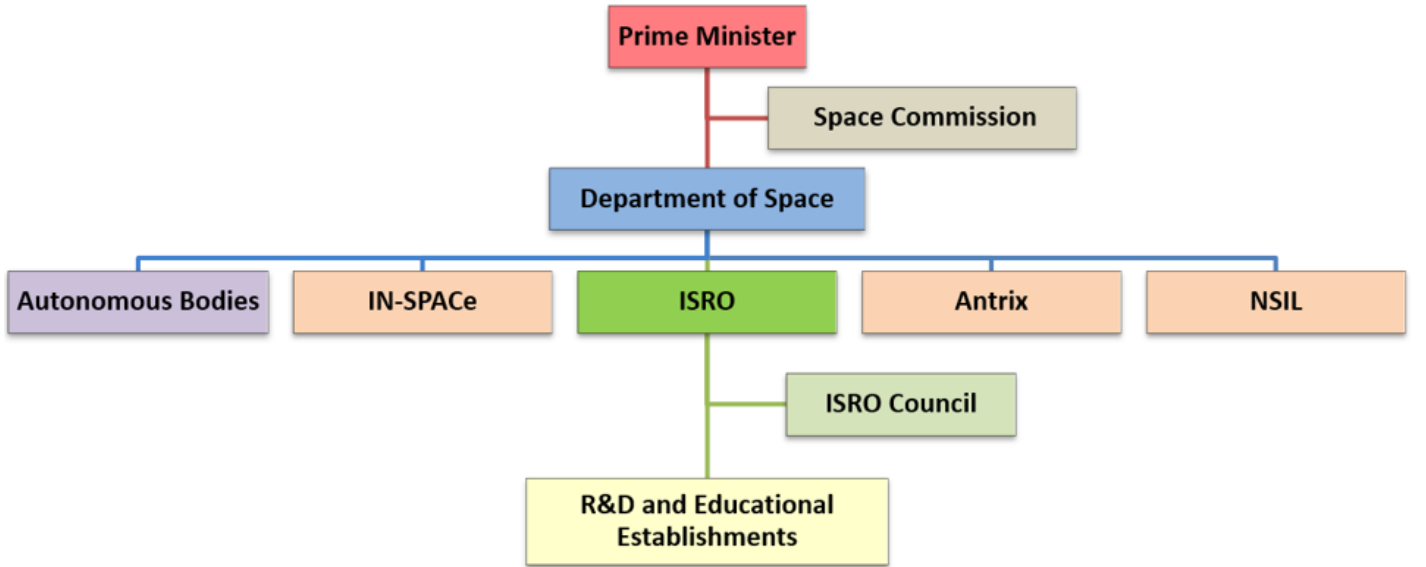 Prime Minister
Space Commission
Department of Space
Autonomous Bodies
IN-SPACe
ISRO
Antrix
NSIL
ISRO Council
R&D and Educational
Establishments